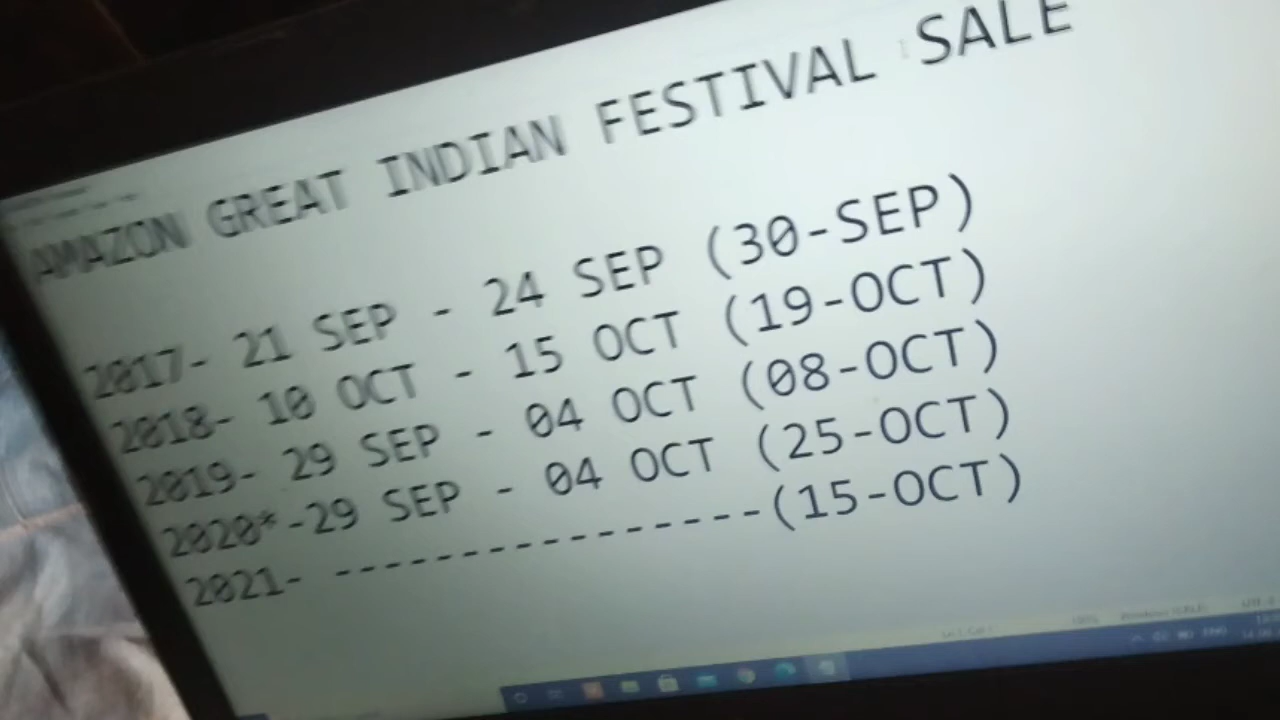 AMAZON GREAT INDIAN FESTIVAL SALE
2017- 21 SEP - 24 SEP (30-SEP)
2018- 10 OCT - 15 OCT (19-OCT)
2019- 29 SEP - 04 OCT (08-OCT)
2020*-29 SEP - 04 OCT (25-OCT)
2021- ----------------(15-OCT)